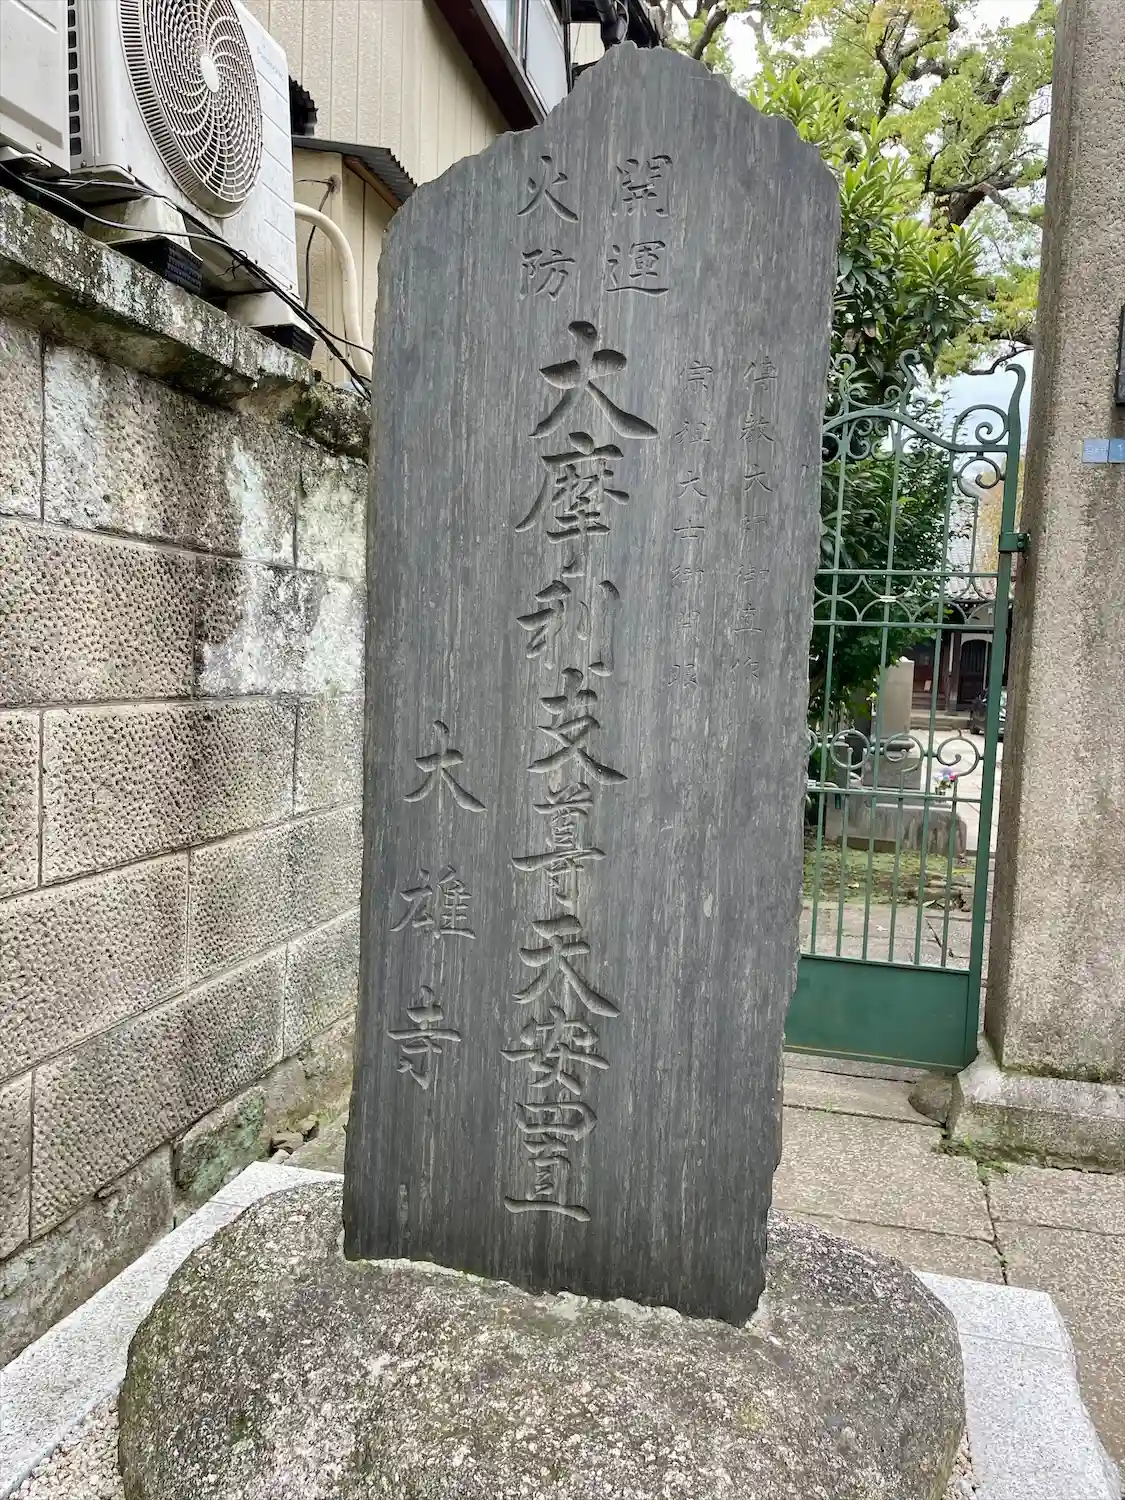 開運
火防
傳教大師御直作
宗祖大士御開眼
大摩利支尊天安置
大雄寺